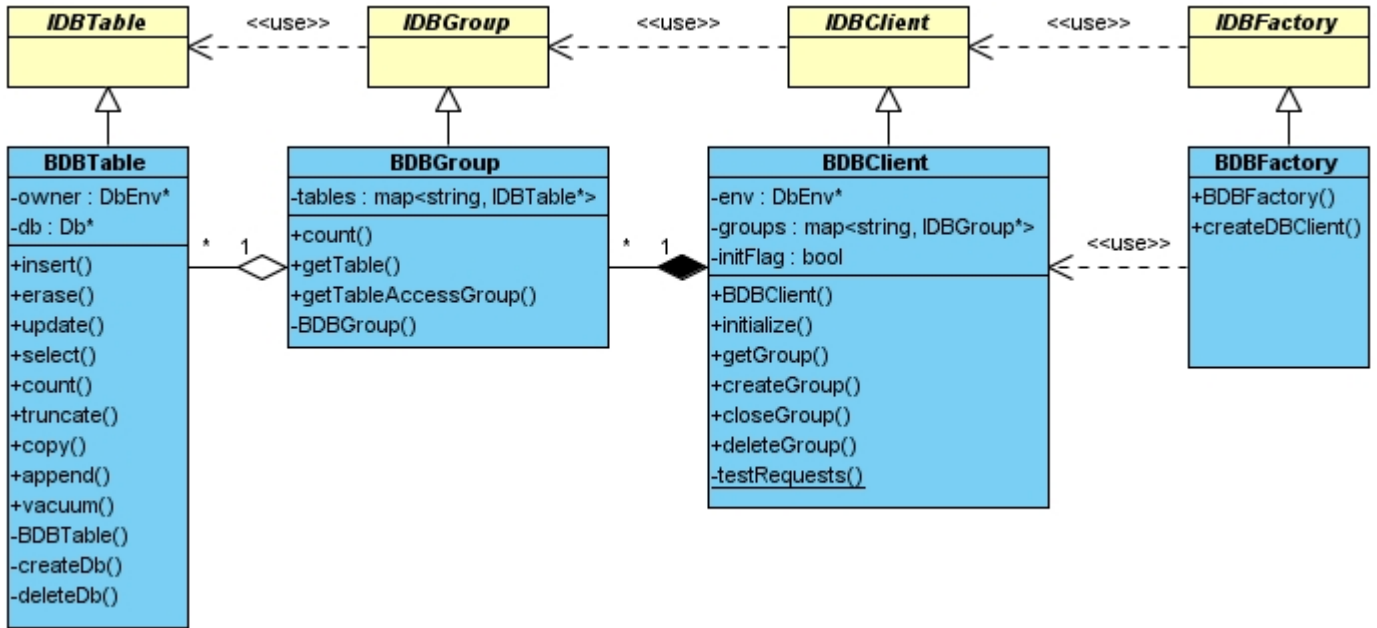 IDBTable
<<use>>
IDBGroup
<<use>>
IDBClient
<<use>>
IDBFactory
BDBTable
-owner : DbEnv*
-db : Db*
+insert()
+erase()
+update()
+select()
+count()
+truncate()
+copy()
+append()
+vacuum()
-BDBTable()
-createDb()
-deleteDb()
* 1
BDBGroup
-tables : map<string, IDBTable*>
+count()
+getTable()
+getTableAccessGroup()
-BDBGroup()
* 1
BDBClient
-env : DbEnv*
-groups : map<string, IDBGroup*>
-initFlag : bool
+BDBClient()
+initialize()
+getGroup()
+createGroup()
+closeGroup()
+deleteGroup()
-testRequests()
<<use>>
BDBFactory
+BDBFactory()
+createDBClient()